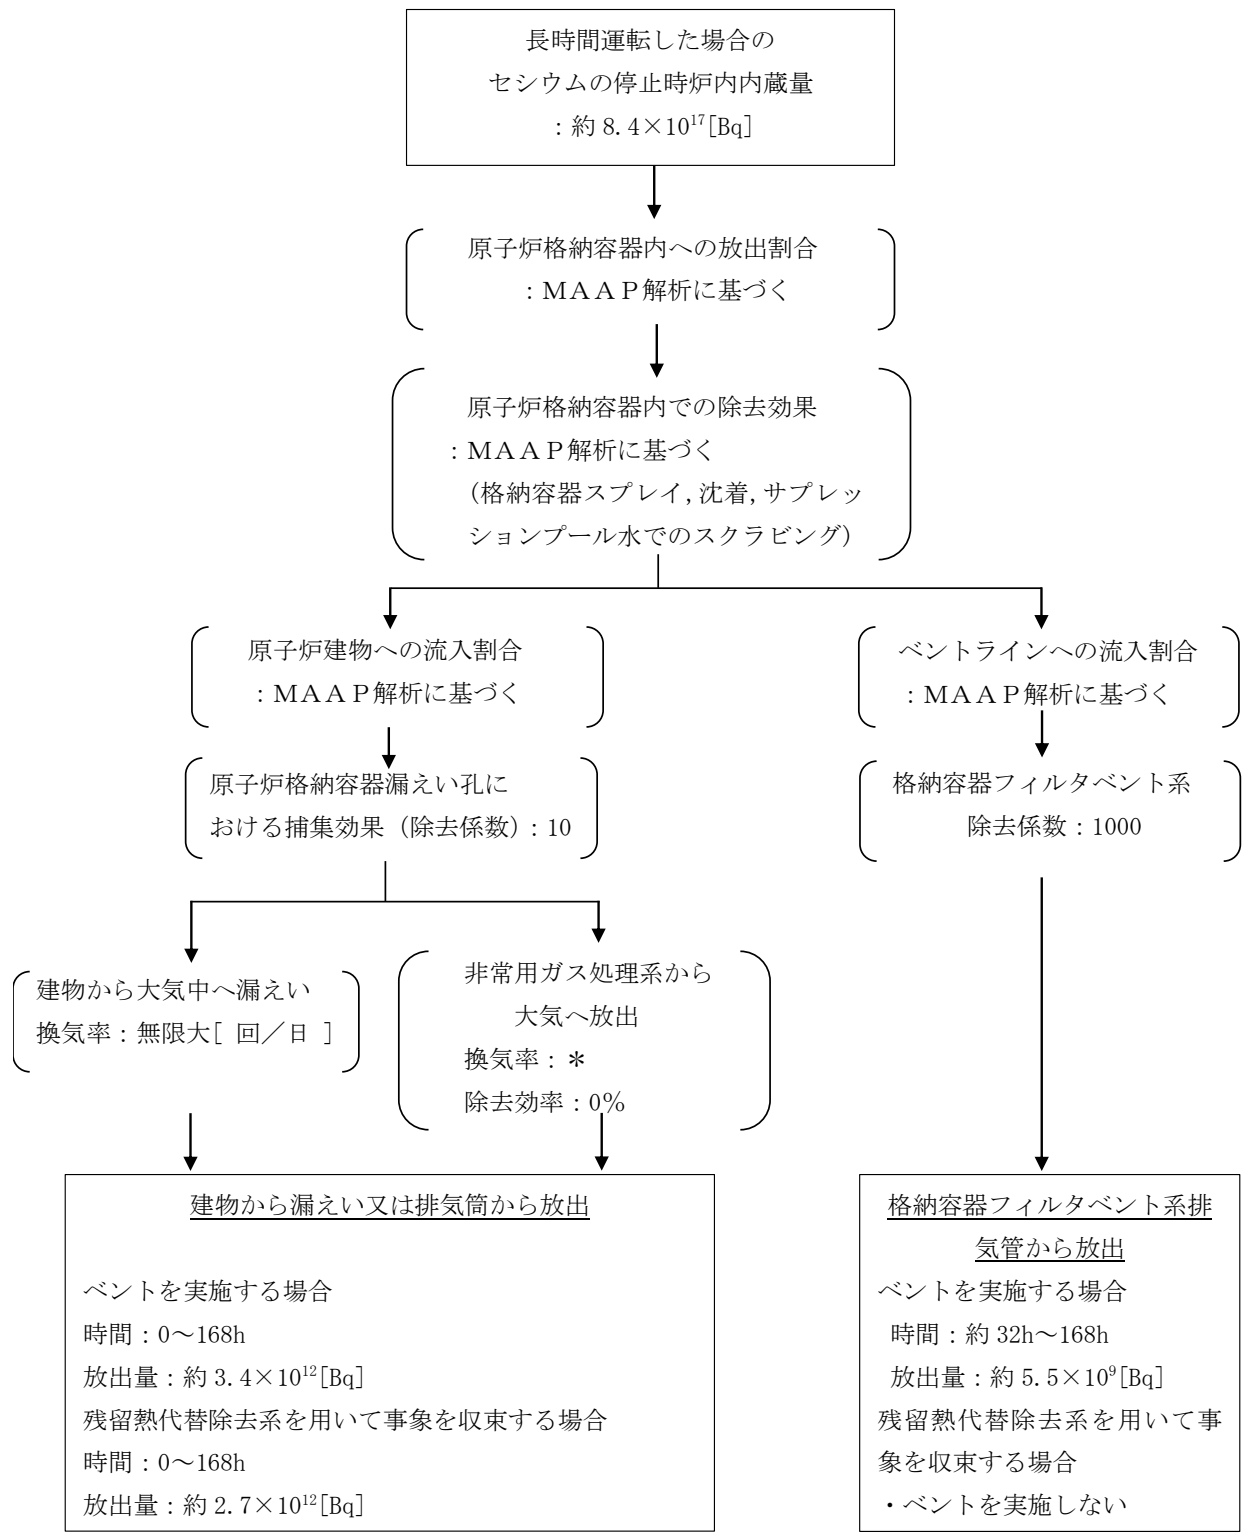 長時間運転した場合の
セシウムの停止時炉内内蔵量
：約 8.4×10¹⁷[Bq]
原子炉格納容器内への放出割合
：ＭＡＡＰ解析に基づく
原子炉格納容器内での除去効果
：ＭＡＡＰ解析に基づく
（格納容器スプレイ,沈着,サプレッ
ションプール水でのスクラビング）
原子炉建物への流入割合
：ＭＡＡＰ解析に基づく
ベントラインへの流入割合
：ＭＡＡＰ解析に基づく
原子炉格納容器漏えい孔に
おける捕集効果（除去係数）：10
格納容器フィルタベント系
除去係数：1000
建物から大気中へ漏えい
換気率：無限大[ 回／日 ]
非常用ガス処理系から
大気へ放出
換気率：＊
除去効率：0％
建物から漏えい又は排気筒から放出
ベントを実施する場合
時間：0～168h
放出量：約 3.4×10¹²[Bq]
残留熱代替除去系を用いて事象を収束する場合
時間：0～168h
放出量：約 2.7×10¹²[Bq]
格納容器フィルタベント系排
気管から放出
ベントを実施する場合
時間：約 32h～168h
放出量：約 5.5×10⁹[Bq]
残留熱代替除去系を用いて事
象を収束する場合
・ベントを実施しない